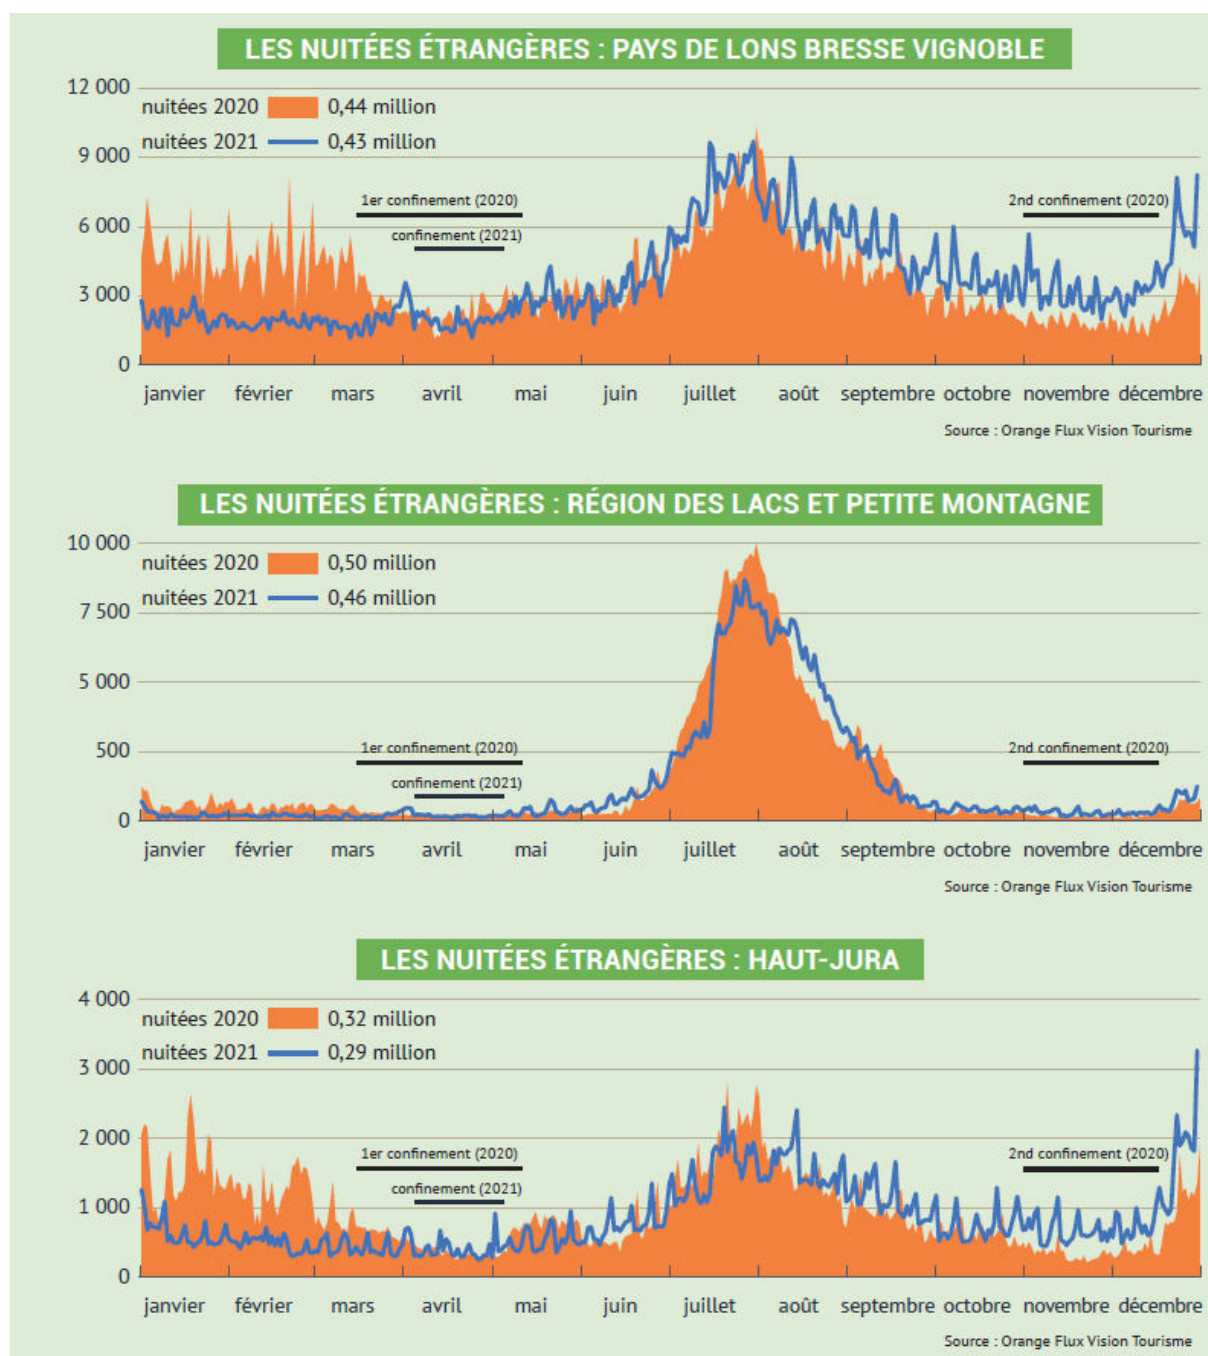 LES NUITÉES ÉTRANGÈRES : PAYS DE LONS BRESSE VIGNOBLE
12 000
nuitées 2020 0,44 million
nuitées 2021 0,43 million
9 000
1er confinement (2020)
2nd confinement (2020)
6 000
confinement (2021)
3 000
0
janvier février mars avril mai juin juillet août septembre octobre novembre décembre
Source : Orange Flux Vision Tourisme
LES NUITÉES ÉTRANGÈRES : RÉGION DES LACS ET PETITE MONTAGNE
10 000
nuitées 2020 0,50 million
nuitées 2021 0,46 million
7 500
5 000
500
1er confinement (2020)
2nd confinement (2020)
confinement (2021)
0
janvier février mars avril mai juin juillet août septembre octobre novembre décembre
Source : Orange Flux Vision Tourisme
LES NUITÉES ÉTRANGÈRES : HAUT-JURA
4 000
nuitées 2020 0,32 million
nuitées 2021 0,29 million
3 000
2 000
1er confinement (2020)
2nd confinement (2020)
confinement (2021)
1 000
0
janvier février mars avril mai juin juillet août septembre octobre novembre décembre
Source : Orange Flux Vision Tourisme